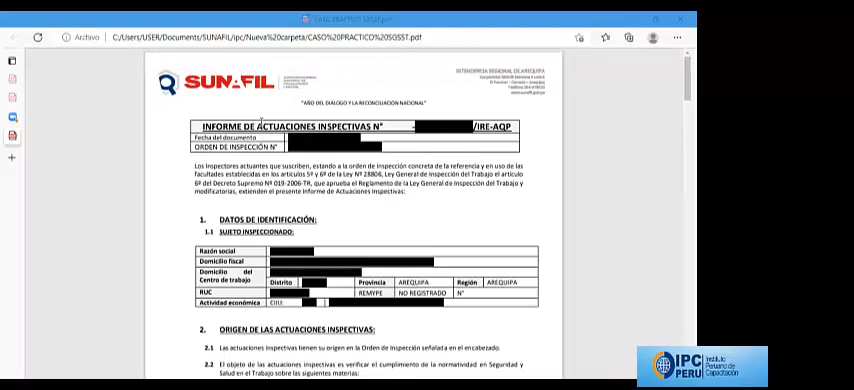 CASO PRACTICO SGSST.pdf
Archivo
C:/Users/USER/Documents/SUNAFIL/ipc/Nueva%20carpeta/CASO%20PRACTICO%20SGSST.pdf
SUNAFIL
INTENDENCIA REGIONAL DE AREQUIPA
"AÑO DEL DIÁLOGO Y LA RECONCILIACIÓN NACIONAL"
INFORME DE ACTUACIONES INSPECTIVAS N° - /IRE-AQP
Fecha del documento
ORDEN DE INSPECCIÓN N°
Los Inspectores actuantes que suscriben, estando a la orden de inspección concreta de la referencia y en uso de las
facultades establecidas en los artículos 5º y 6º de la Ley Nº 28806, Ley General de Inspección del Trabajo el artículo
6º del Decreto Supremo Nº 019-2006-TR, que aprueba el Reglamento de la Ley General de Inspección del Trabajo y
modificatorias, extienden el presente Informe de Actuaciones Inspectivas:
1. DATOS DE IDENTIFICACIÓN:
1.1 SUJETO INSPECCIONADO:
Razón social
Domicilio fiscal
Domicilio del
Centro de trabajo
Distrito Provincia AREQUIPA Región AREQUIPA
RUC REMYPE NO REGISTRADO N°
Actividad económica CIIU:
2. ORIGEN DE LAS ACTUACIONES INSPECTIVAS:
2.1 Las actuaciones inspectivas tienen su origen en la Orden de Inspección señalada en el encabezado.
2.2 El objeto de las actuaciones inspectivas es verificar el cumplimiento de la normatividad en Seguridad y
Salud en el Trabajo sobre las siguientes materias:
IPC PERU
Instituto
Peruano de
Capacitación